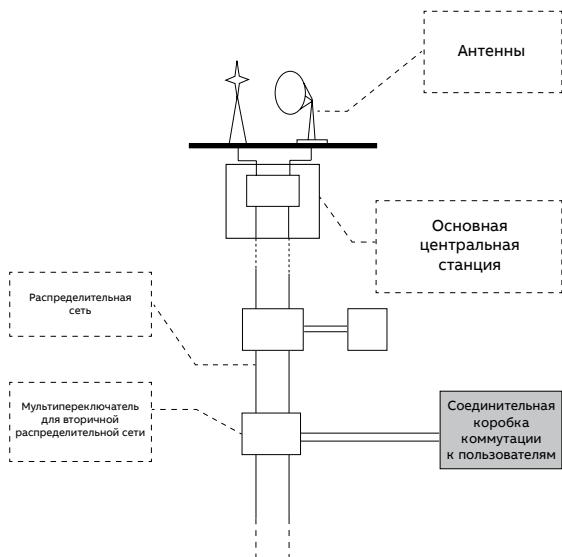 Антенны
Основная
центральная
станция
Распределительная
сеть
Мультипереключатель
для вторичной
распределительной сети
Соединительная
коробка
коммутации
к пользователям